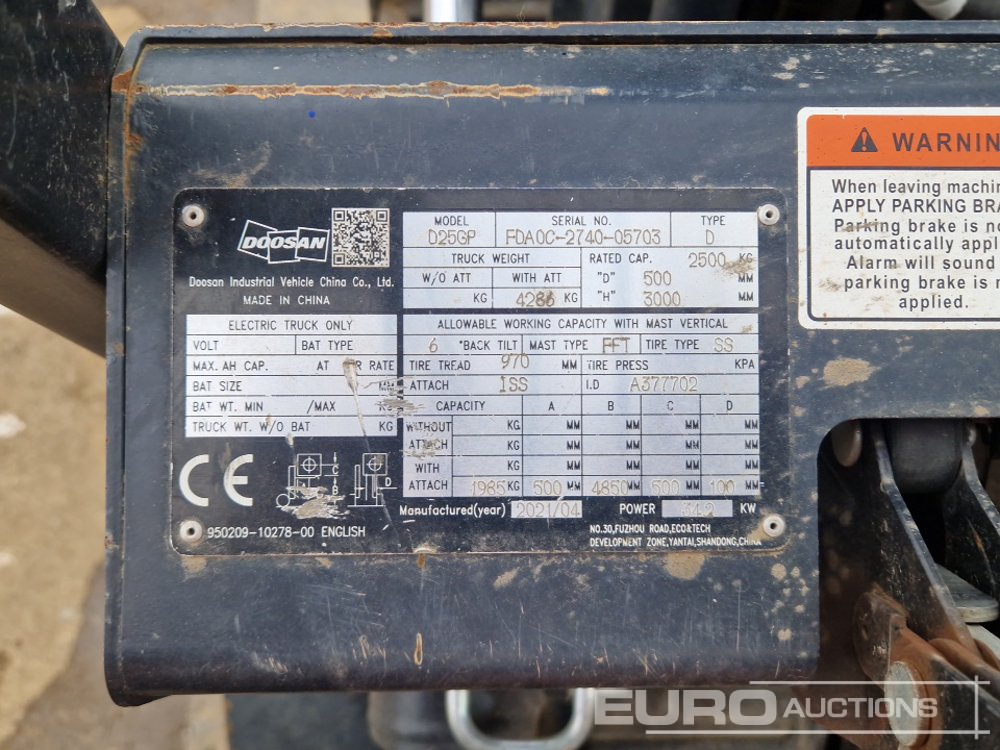 DOOSAN
Doosan Industrial Vehicle China Co., Ltd.
MADE IN CHINA
ELECTRIC TRUCK ONLY
VOLT BAT TYPE
MAX. AH CAP. AT HR RATE
BAT SIZE MM
BAT WT. MIN /MAX KG
TRUCK WT. W/O BAT KG
CE
C
A
B
D
950209-10278-00 ENGLISH
MODEL SERIAL NO. TYPE
D25GP FDA0C-2740-05703 D
TRUCK WEIGHT RATED CAP. 2500 KG
W/O ATT WITH ATT "D" 500 MM
KG 4286 KG "H" 3000 MM
ALLOWABLE WORKING CAPACITY WITH MAST VERTICAL
6 °BACK TILT MAST TYPE FFT TIRE TYPE SS
TIRE TREAD 970 MM TIRE PRESS KPA
ATTACH ISS I.D A377702
CAPACITY A B C D
WITHOUT KG MM MM MM MM
ATTACH
WITH KG MM MM MM MM
ATTACH 1985 KG 500 MM 4850 MM 500 MM 100 MM
Manufactured(year) 2021/04 POWER 34.2 KW
NO.30,FUZHOU ROAD,ECO&TECH
DEVELOPMENT ZONE,YANTAI,SHANDONG,CHINA
WARNIN
When leaving machin
APPLY PARKING BRA
Parking brake is no
automatically appli
Alarm will sound
parking brake is n
applied.
EURO AUCTIONS